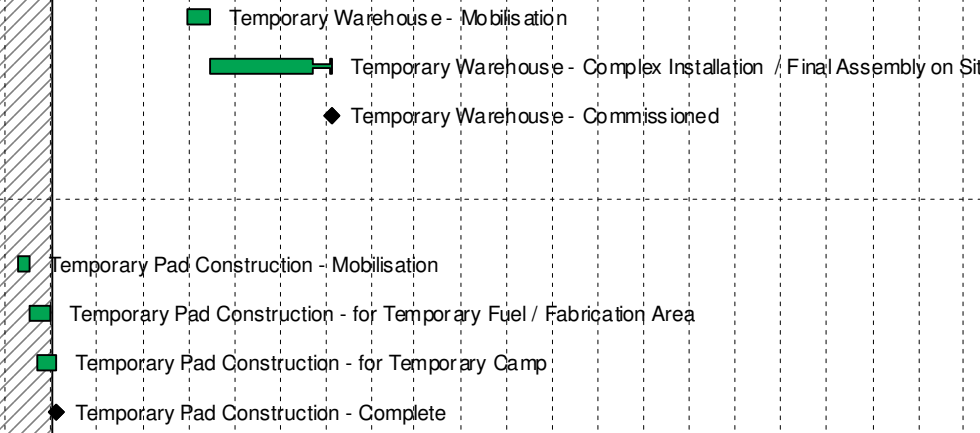 Temporary Warehouse - Mobilisation
Temporary Warehouse - Complex Installation / Final Assembly on Sit
Temporary Warehouse - Commissioned
Temporary Pad Construction - Mobilisation
Temporary Pad Construction - for Temporary Fuel / Fabrication Area
Temporary Pad Construction - for Temporary Camp
Temporary Pad Construction - Complete